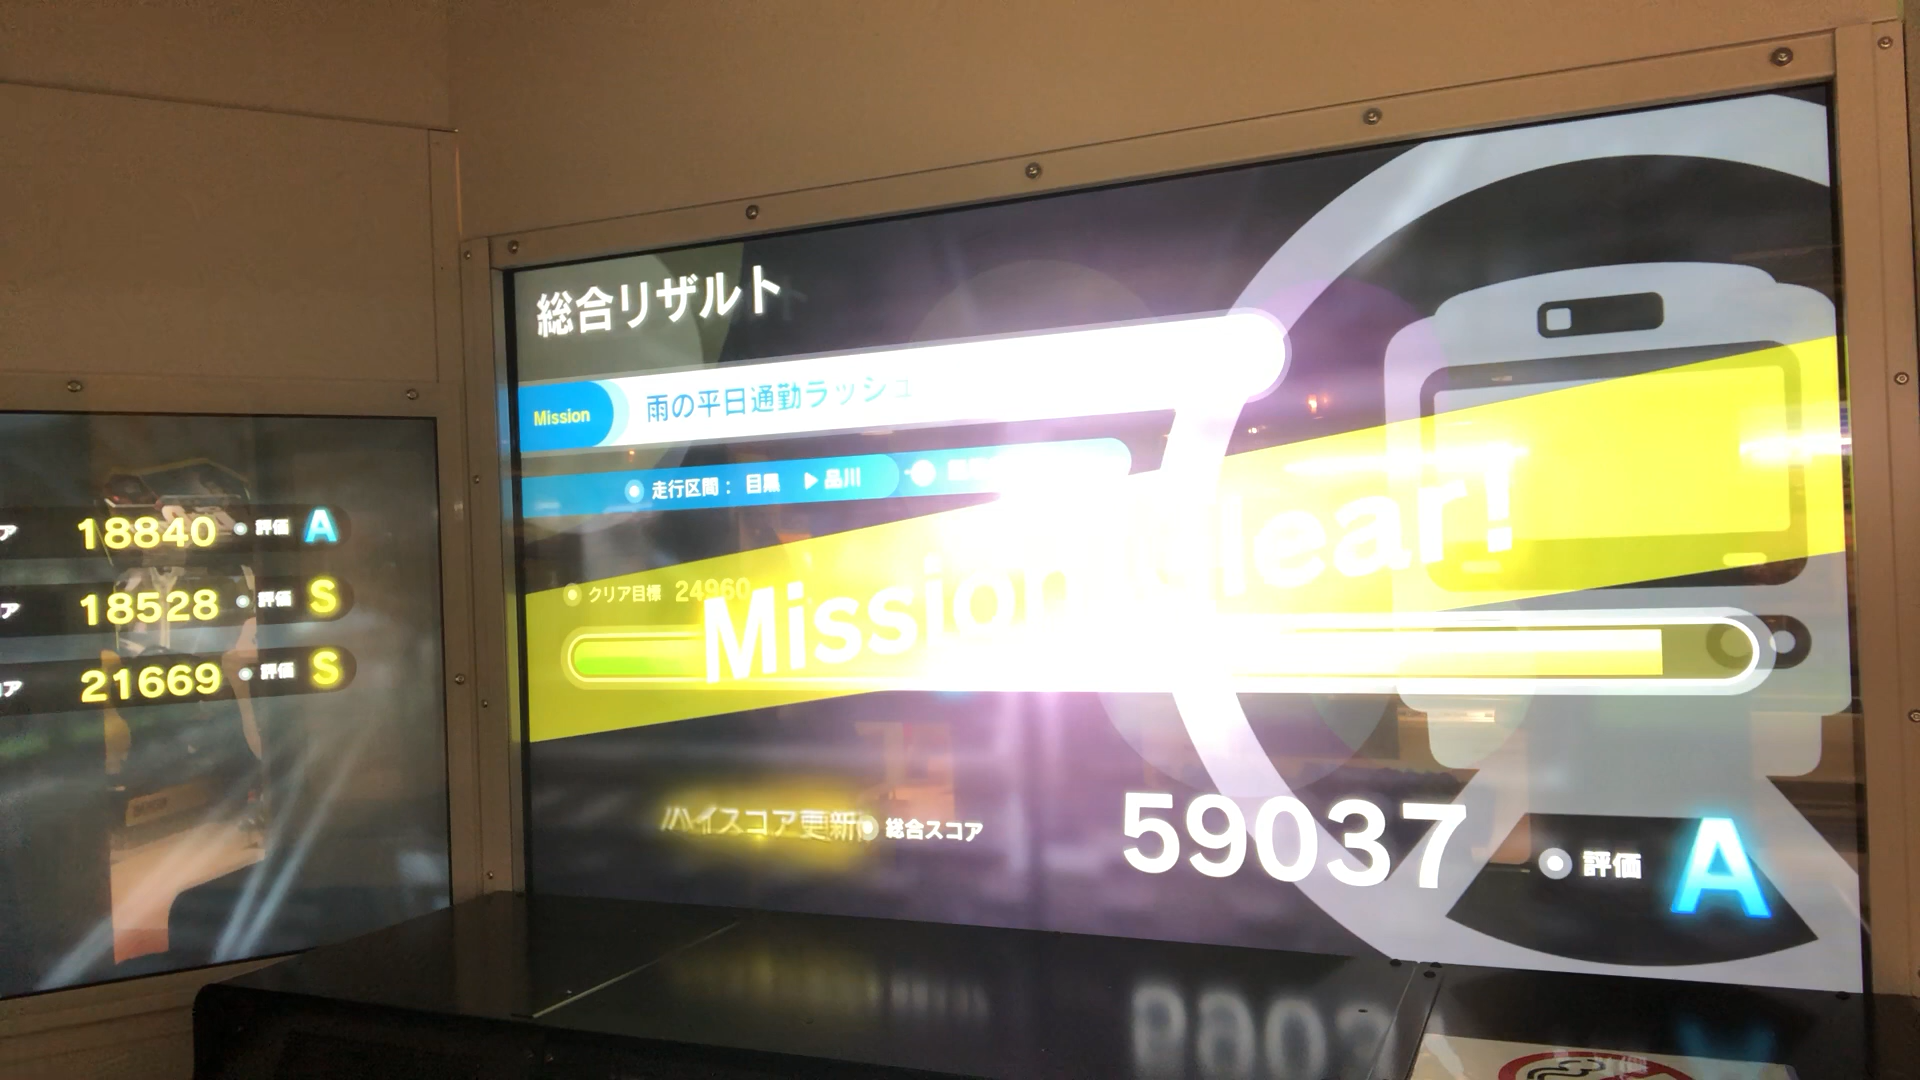 ア 18840 評価 A
ア 18528 評価 S
ア 21669 評価 S
総合リザルト
Mission 雨の平日通勤ラッシュ
走行区間： 目黒 ▶ 品川
クリア目標 24960
Mission Clear!
ハイスコア更新
総合スコア 59037 評価 A